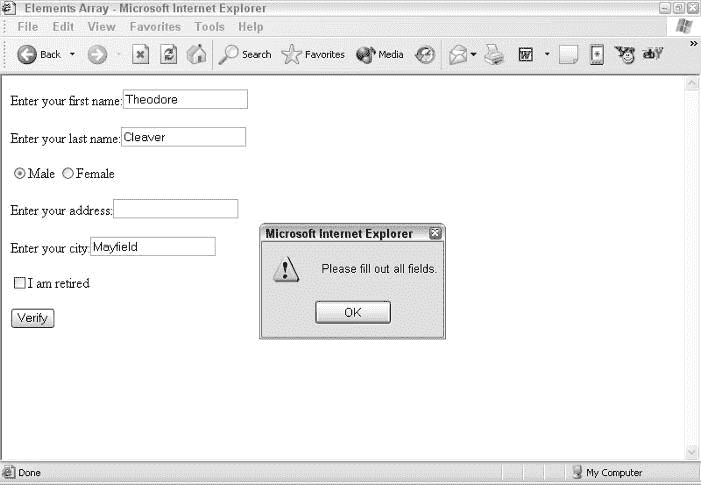 Elements Array - Microsoft Internet Explorer
File Edit View Favorites Tools Help
Back Search Favorites Media W ebY »
Enter your first name: Theodore
Enter your last name: Cleaver
Male Female
Enter your address:
Enter your city: Mayfield
I am retired
Verify
Microsoft Internet Explorer
Please fill out all fields.
OK
Done My Computer